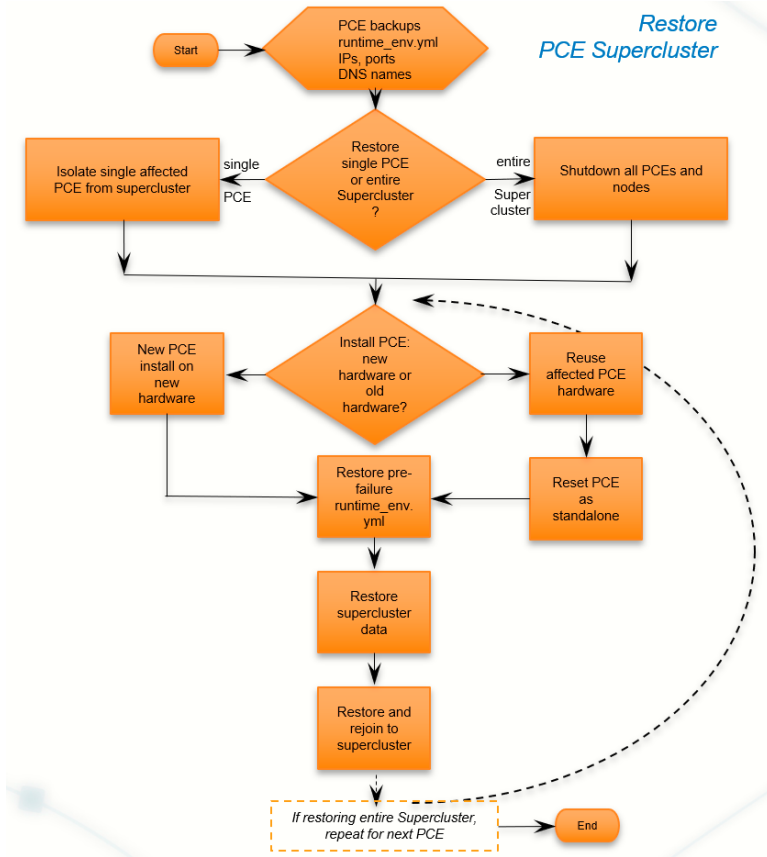 Restore
PCE Supercluster
Start
PCE backups
runtime_env.yml
IPs, ports
DNS names
Restore
single PCE
or entire
Supercluster
?
single
PCE
Isolate single affected
PCE from supercluster
entire
Super
cluster
Shutdown all PCEs and
nodes
Install PCE:
new
hardware or
old
hardware?
New PCE
install on
new
hardware
Reuse
affected PCE
hardware
Reset PCE
as
standalone
Restore pre-
failure
runtime_env.
yml
Restore
supercluster
data
Restore and
rejoin to
supercluster
If restoring entire Supercluster,
repeat for next PCE
End